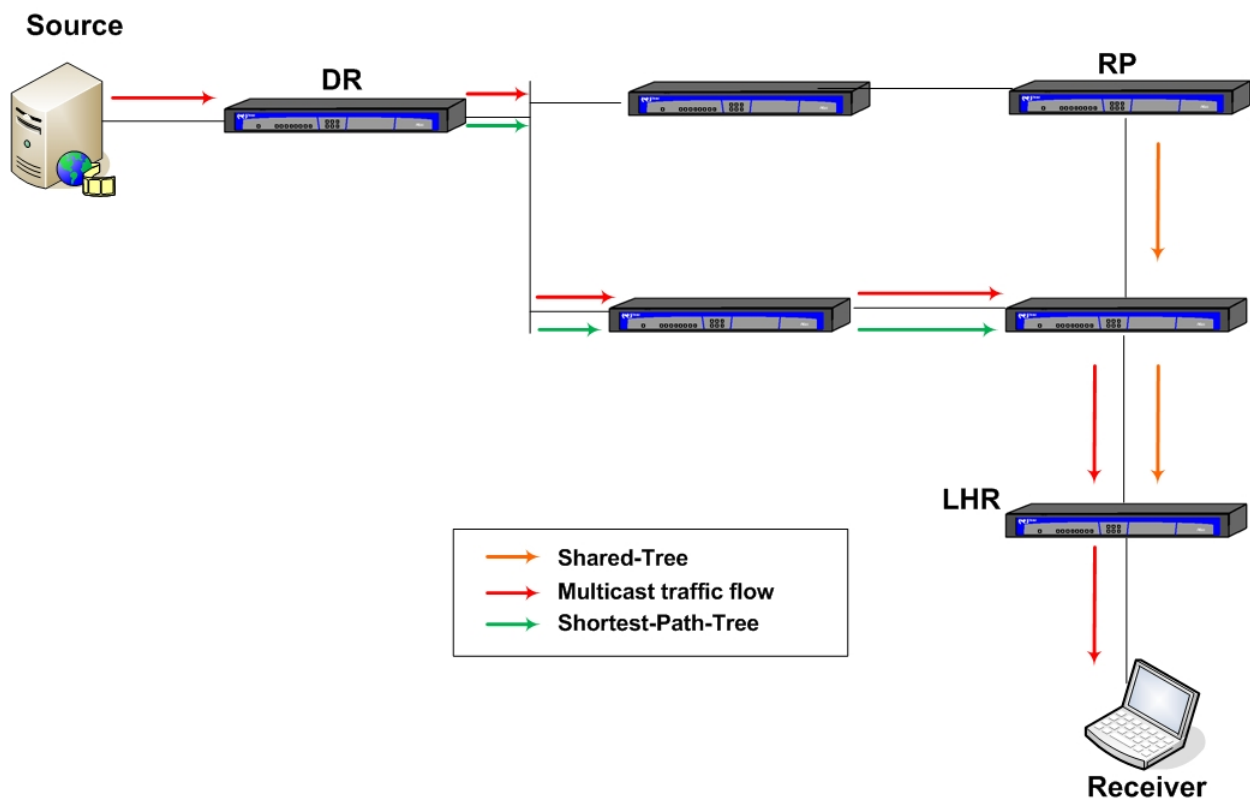 Source
DR
RP
LHR
Shared-Tree
Multicast traffic flow
Shortest-Path-Tree
Receiver